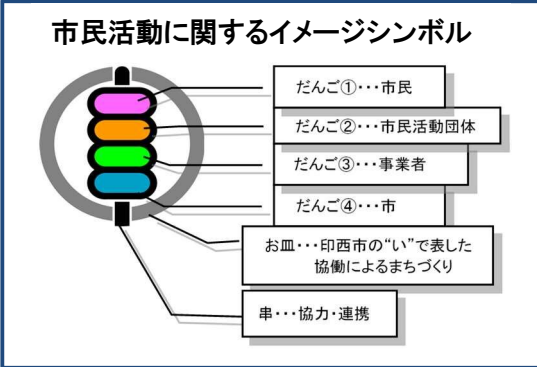 市民活動に関するイメージシンボル
だんご①・・・市民
だんご②・・・市民活動団体
だんご③・・・事業者
だんご④・・・市
お皿・・・印西市の“い”で表した
協働によるまちづくり
串・・・協力・連携